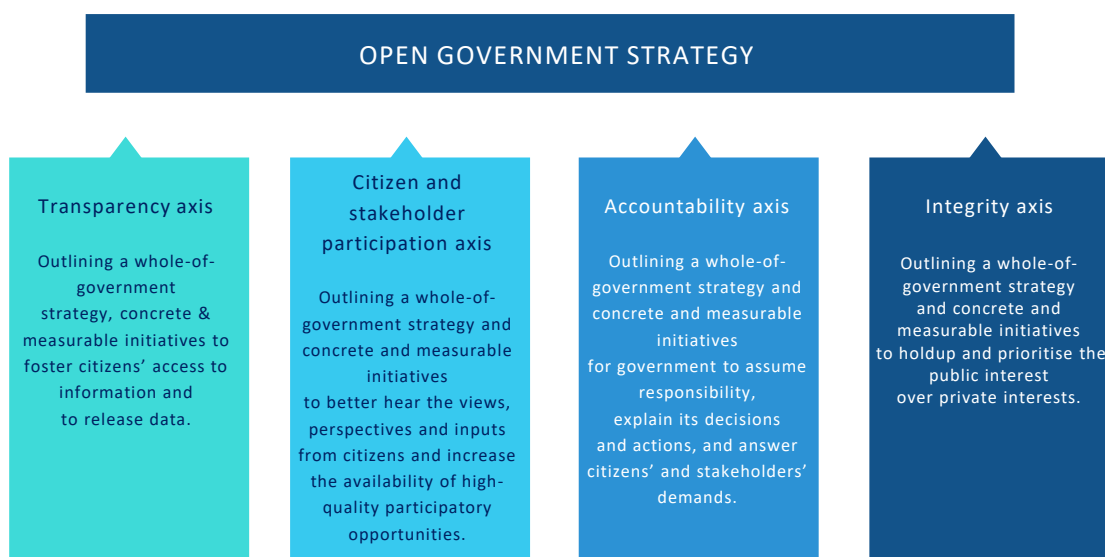 OPEN GOVERNMENT STRATEGY
Transparency axis
Outlining a whole-of-
government
strategy, concrete &
measurable initiatives to
foster citizens’ access to
information and
to release data.
Citizen and
stakeholder
participation axis
Outlining a whole-of-
government strategy and
concrete and measurable
initiatives
to better hear the views,
perspectives and inputs
from citizens and increase
the availability of high-
quality participatory
opportunities.
Accountability axis
Outlining a whole-of-
government strategy and
concrete and measurable
initiatives
for government to assume
responsibility,
explain its decisions
and actions, and answer
citizens’ and stakeholders’
demands.
Integrity axis
Outlining a whole-of-
government strategy
and concrete and
measurable initiatives
to holdup and prioritise the
public interest
over private interests.